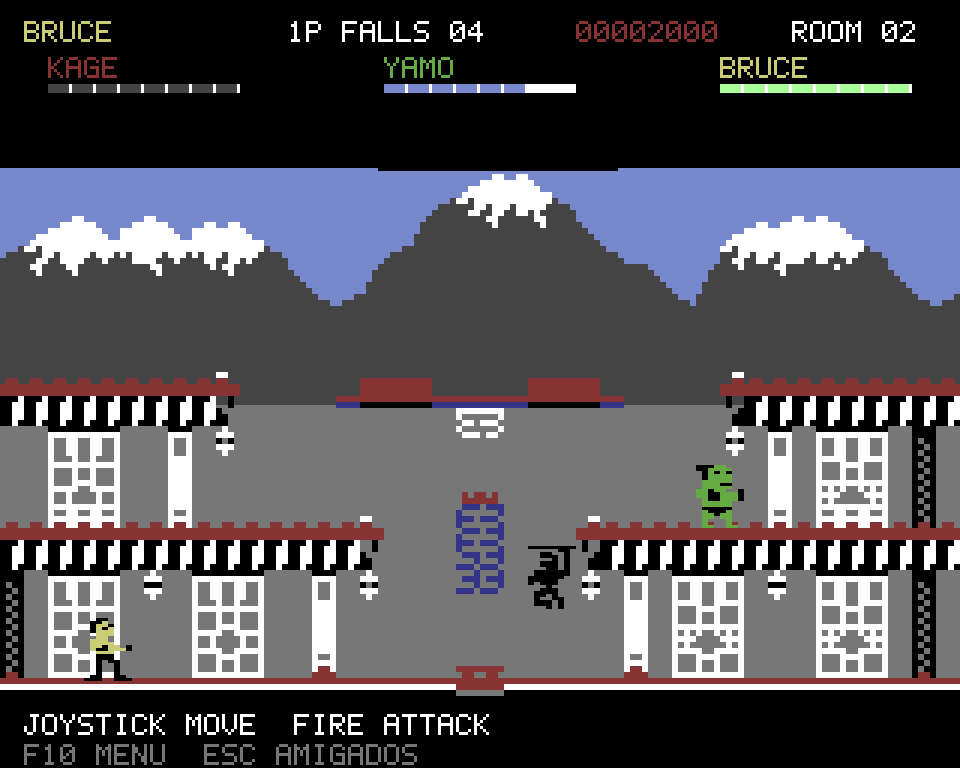 BRUCE 1P FALLS 04 00002000 ROOM 02
KAGE YAMO BRUCE
JOYSTICK MOVE FIRE ATTACK
F10 MENU ESC AMIGADOS